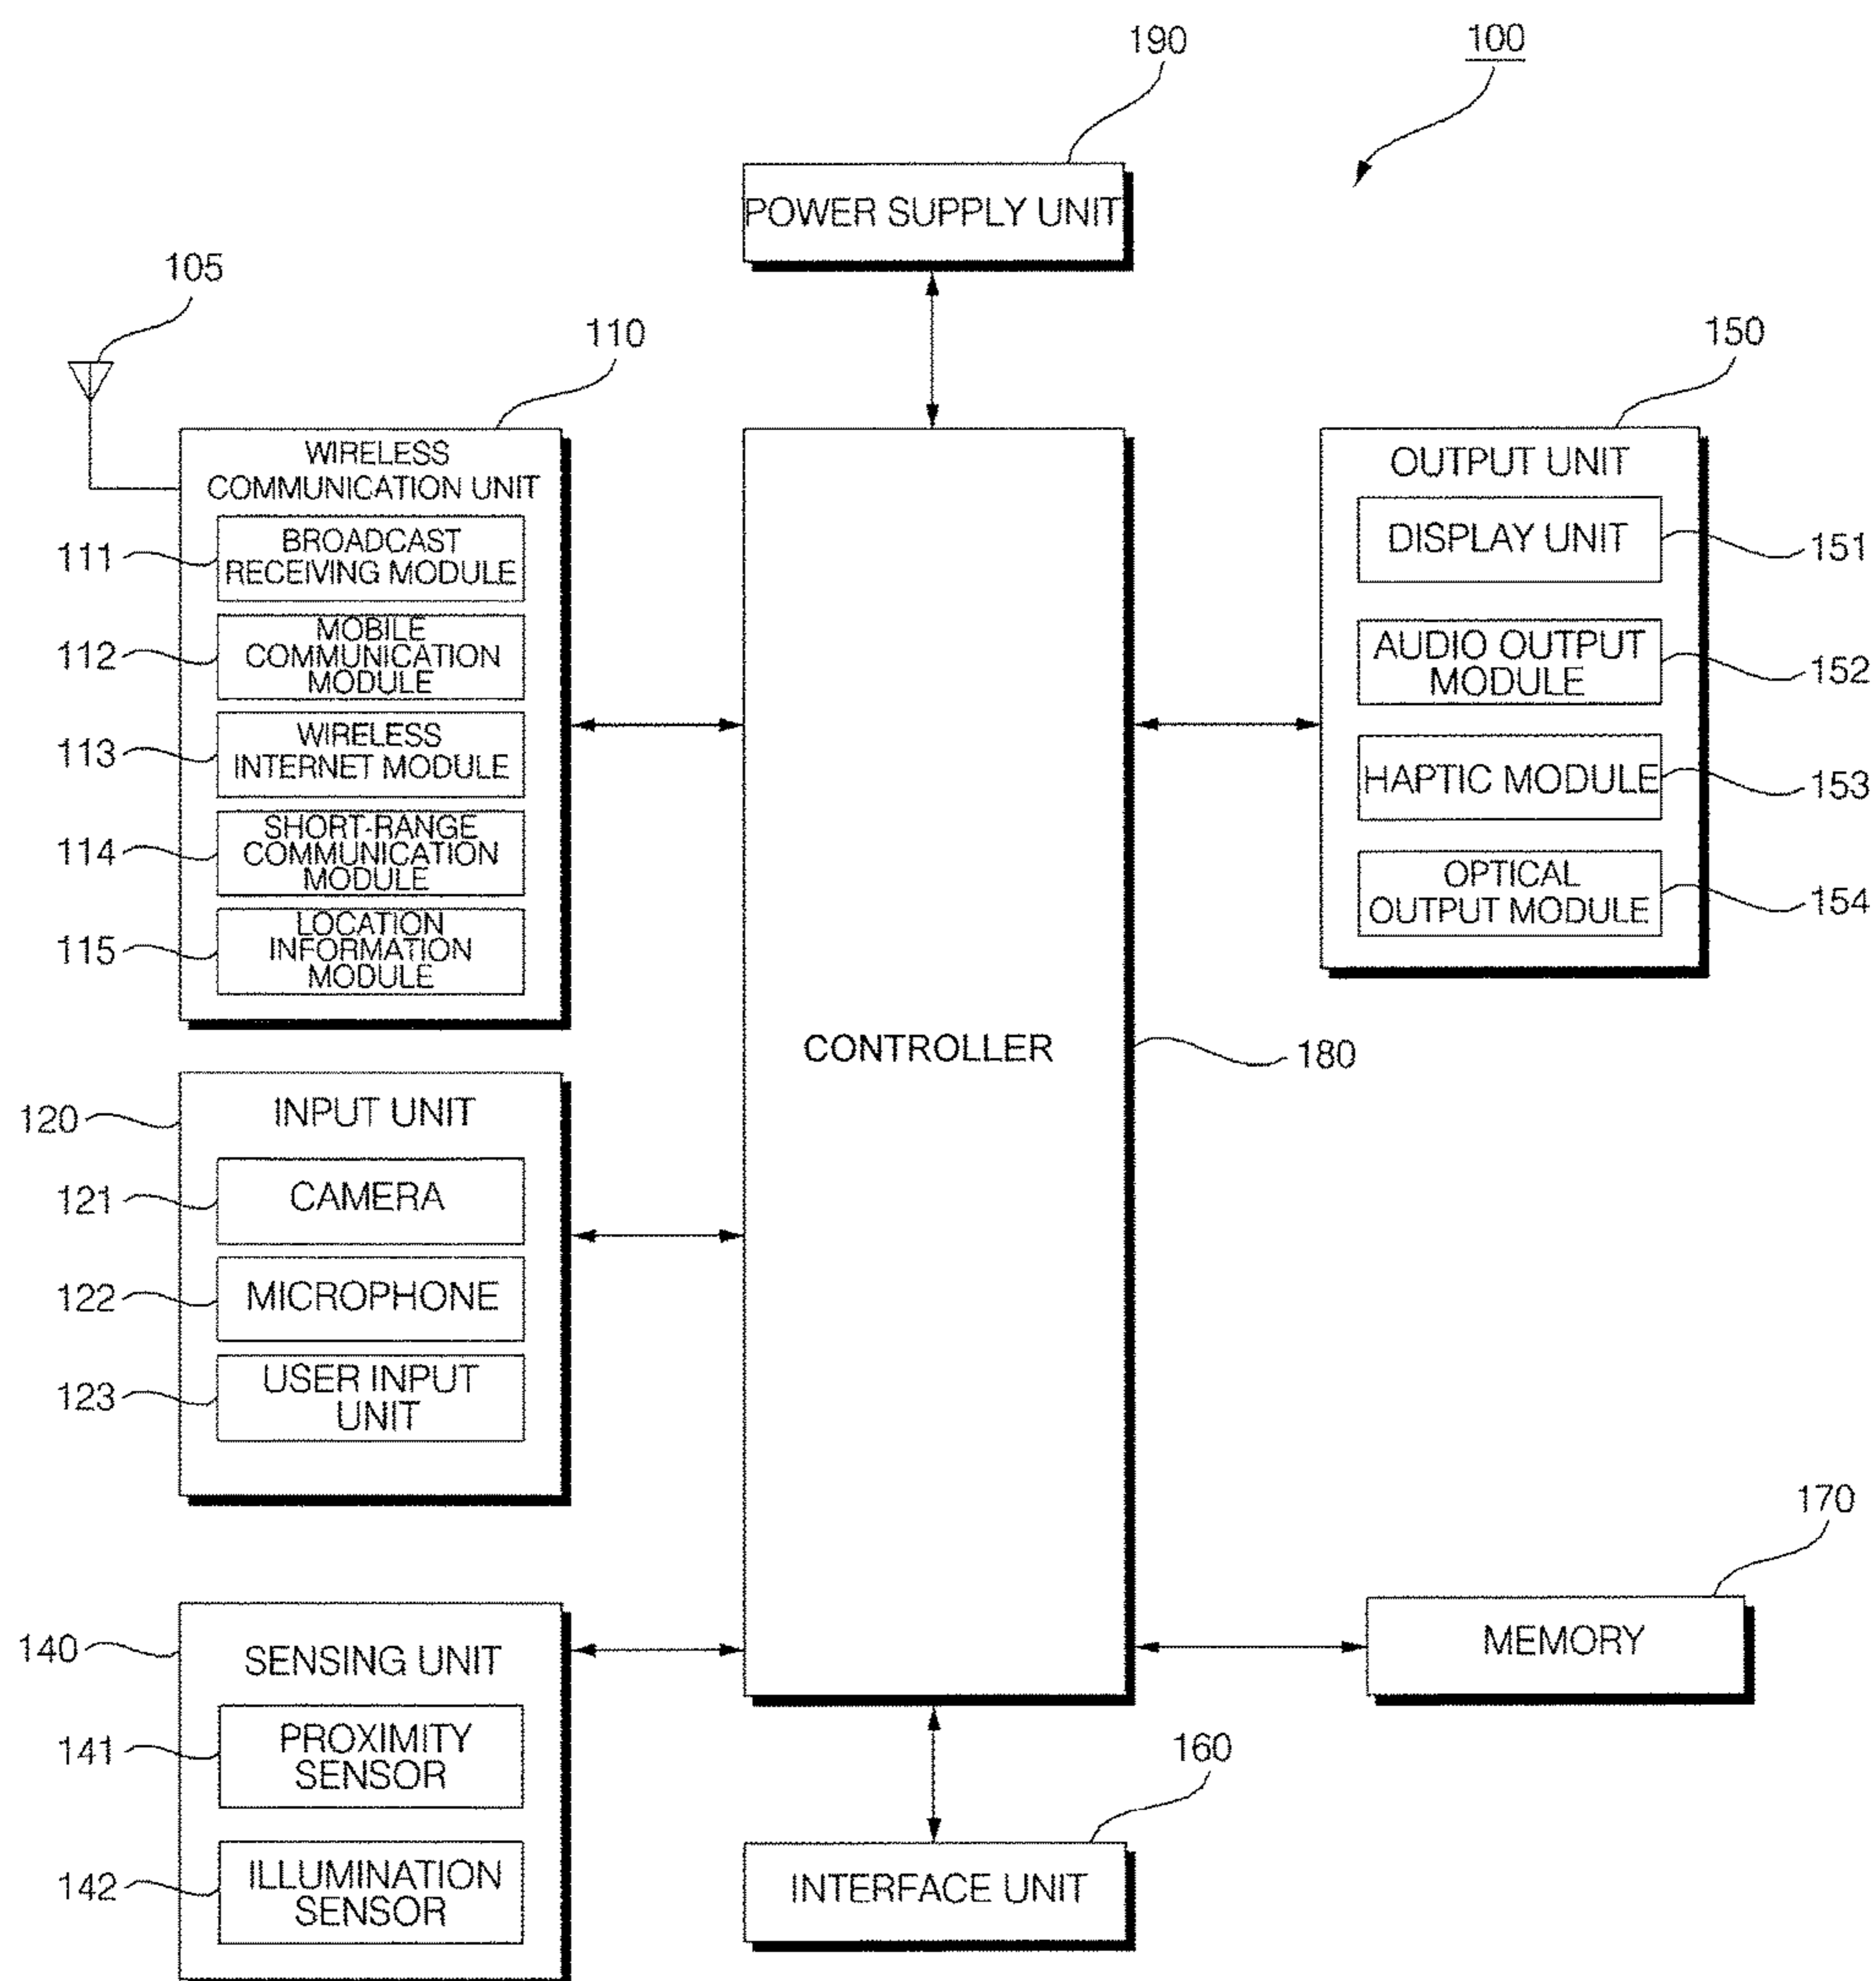 190
100
POWER SUPPLY UNIT
105
110
150
WIRELESS
COMMUNICATION UNIT
111
BROADCAST
RECEIVING MODULE
112
MOBILE
COMMUNICATION
MODULE
113
WIRELESS
INTERNET MODULE
114
SHORT-RANGE
COMMUNICATION
MODULE
115
LOCATION
INFORMATION
MODULE
OUTPUT UNIT
DISPLAY UNIT
151
AUDIO OUTPUT
MODULE
152
HAPTIC MODULE
153
OPTICAL
OUTPUT MODULE
154
CONTROLLER
180
120
INPUT UNIT
121
CAMERA
122
MICROPHONE
123
USER INPUT
UNIT
170
MEMORY
140
SENSING UNIT
141
PROXIMITY
SENSOR
142
ILLUMINATION
SENSOR
160
INTERFACE UNIT